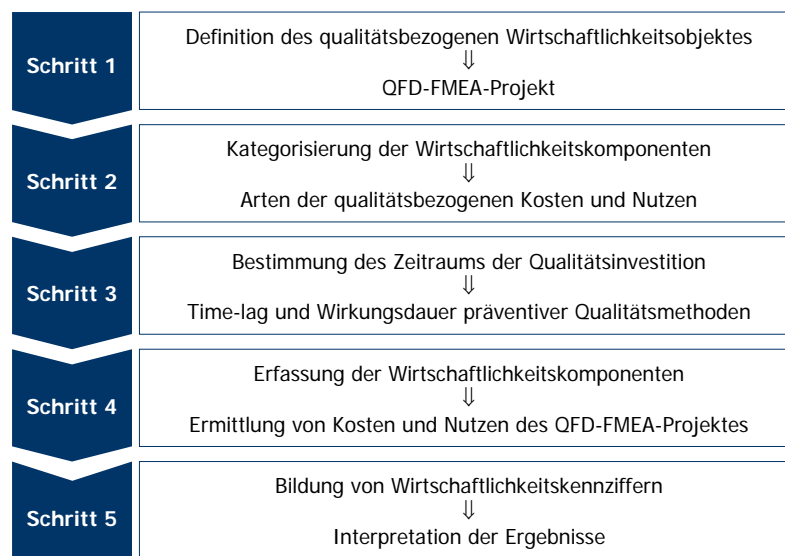 Schritt 1
Definition des qualitätsbezogenen Wirtschaftlichkeitsobjektes
⇓
QFD-FMEA-Projekt
Schritt 2
Kategorisierung der Wirtschaftlichkeitskomponenten
⇓
Arten der qualitätsbezogenen Kosten und Nutzen
Schritt 3
Bestimmung des Zeitraums der Qualitätsinvestition
⇓
Time-lag und Wirkungsdauer präventiver Qualitätsmethoden
Schritt 4
Erfassung der Wirtschaftlichkeitskomponenten
⇓
Ermittlung von Kosten und Nutzen des QFD-FMEA-Projektes
Schritt 5
Bildung von Wirtschaftlichkeitskennziffern
⇓
Interpretation der Ergebnisse